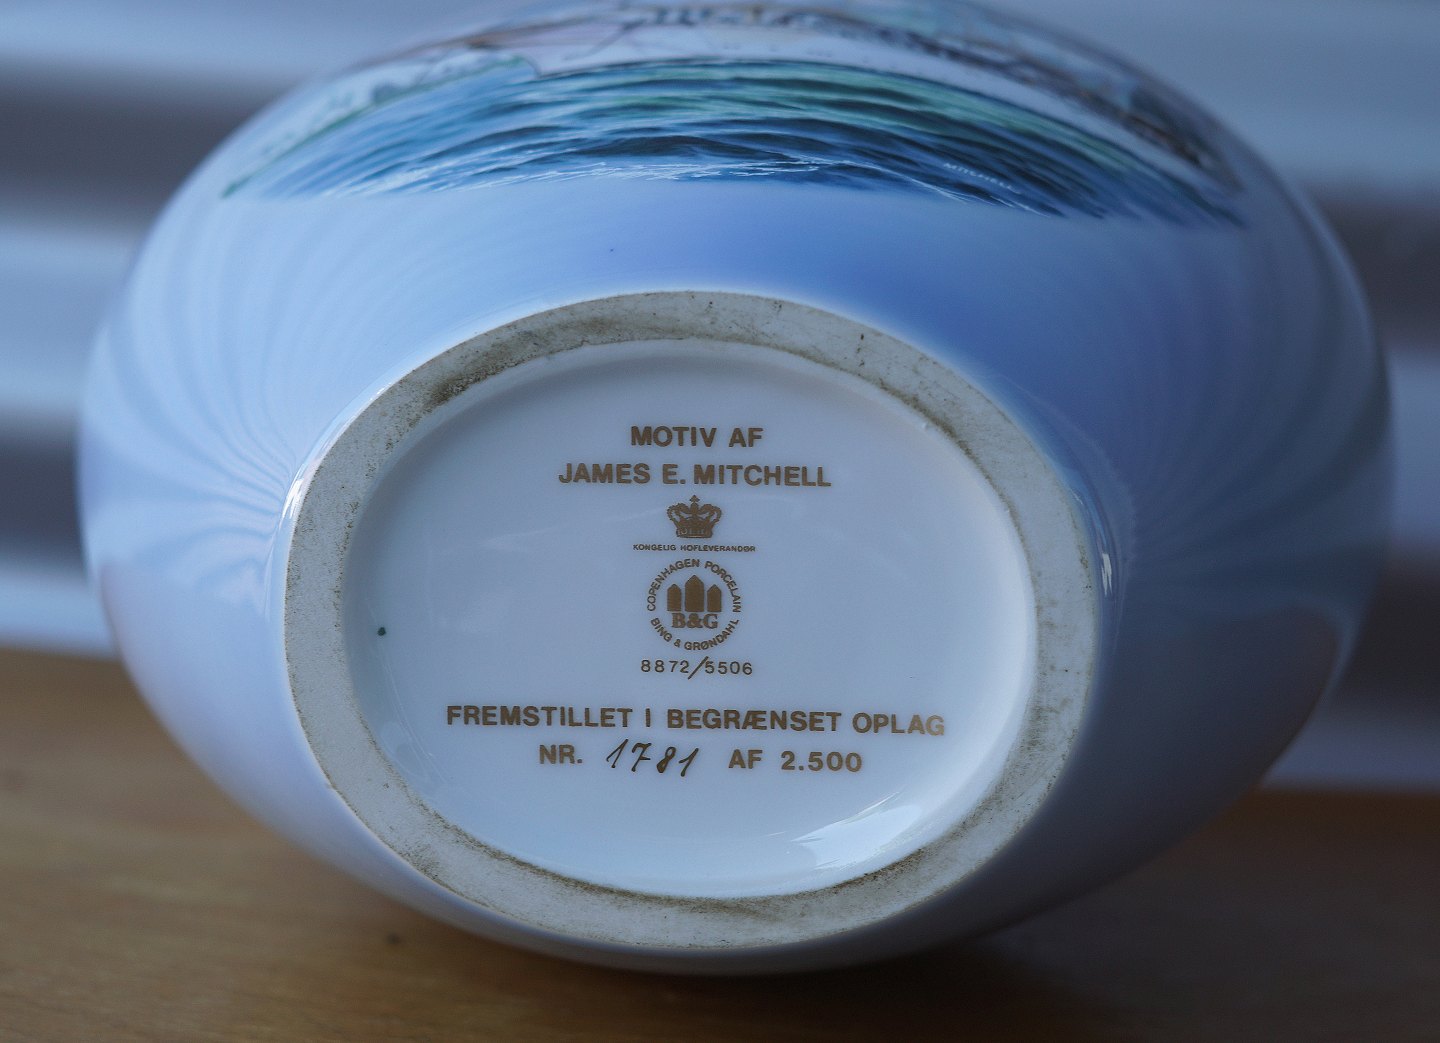 MITCHELL
MOTIV AF
JAMES E. MITCHELL
KONGELIG HOFLEVERANDØR
COPENHAGEN PORCELAIN
B&G
BING & GRØNDAHL
8872/5506
FREMSTILLET I BEGRÆNSET OPLAG
NR. 1781 AF 2.500